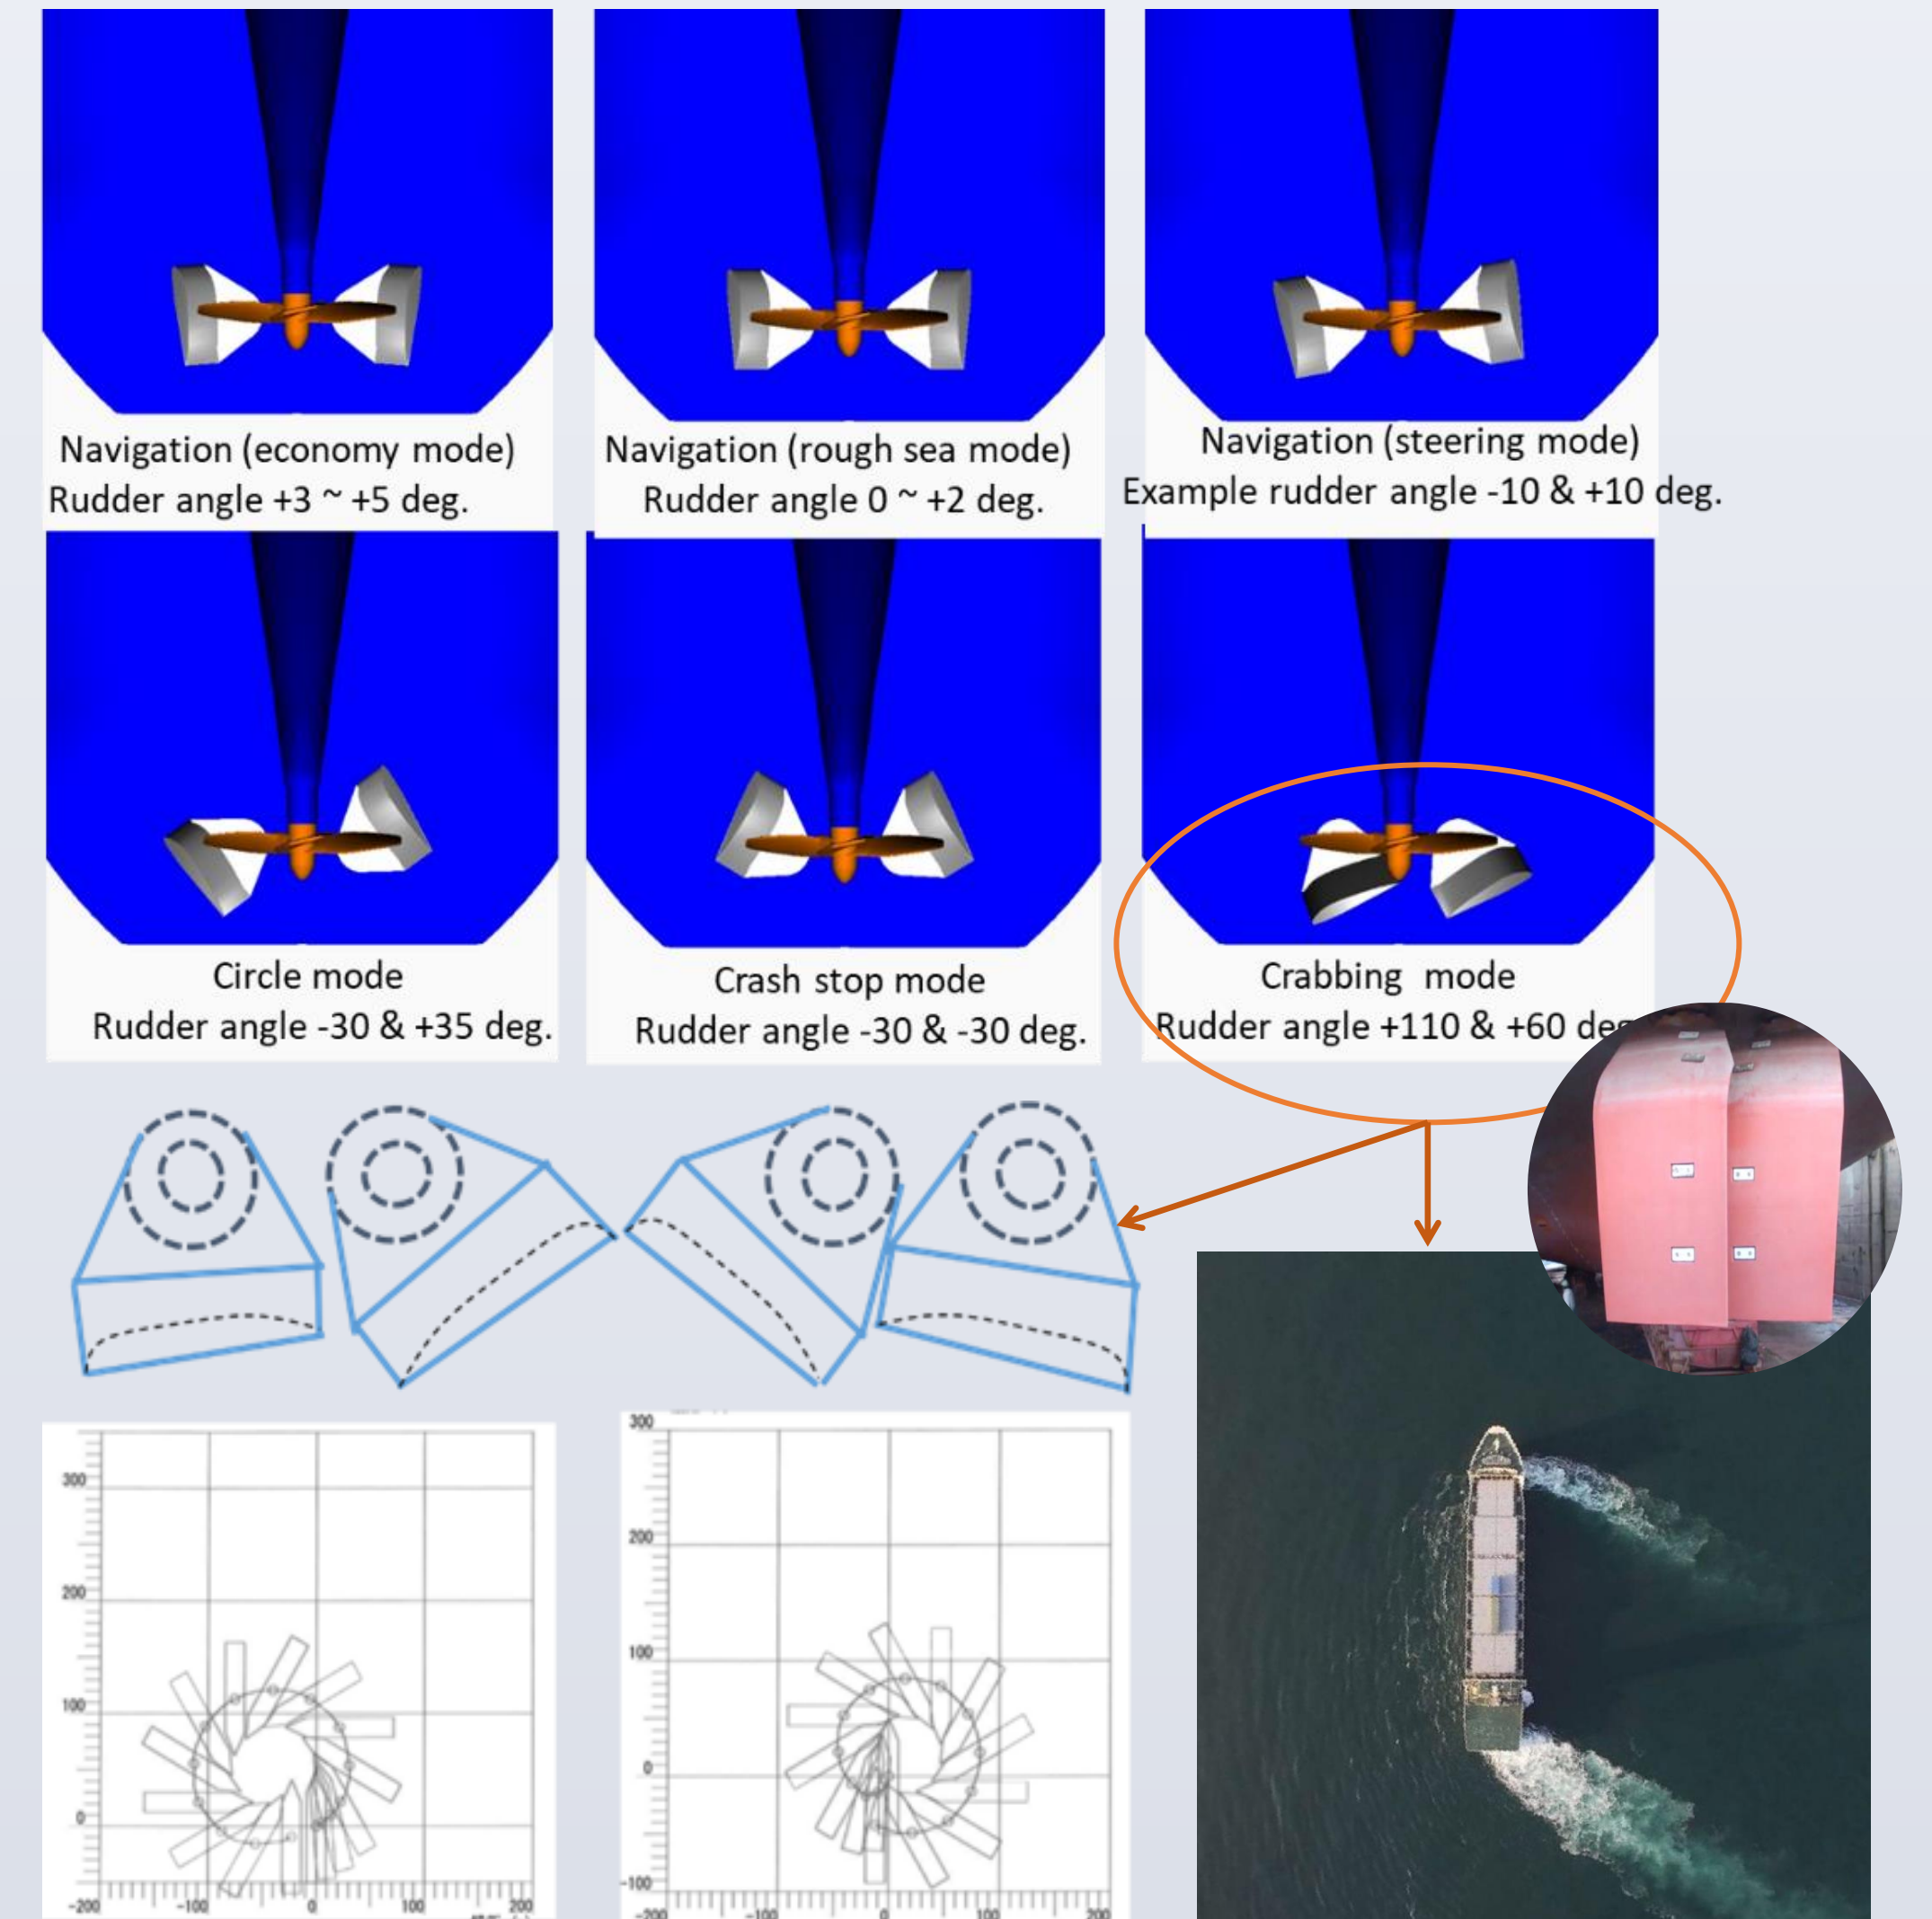 Navigation (economy mode)
Rudder angle +3 ~ +5 deg.
Navigation (rough sea mode)
Rudder angle 0 ~ +2 deg.
Navigation (steering mode)
Example rudder angle -10 & +10 deg.
Circle mode
Rudder angle -30 & +35 deg.
Crash stop mode
Rudder angle -30 & -30 deg.
Crabbing mode
Rudder angle +110 & +60
300
200
100
0
-200 -100 0 100 200
300
200
100
0
-100
-200 -100 0 100 200